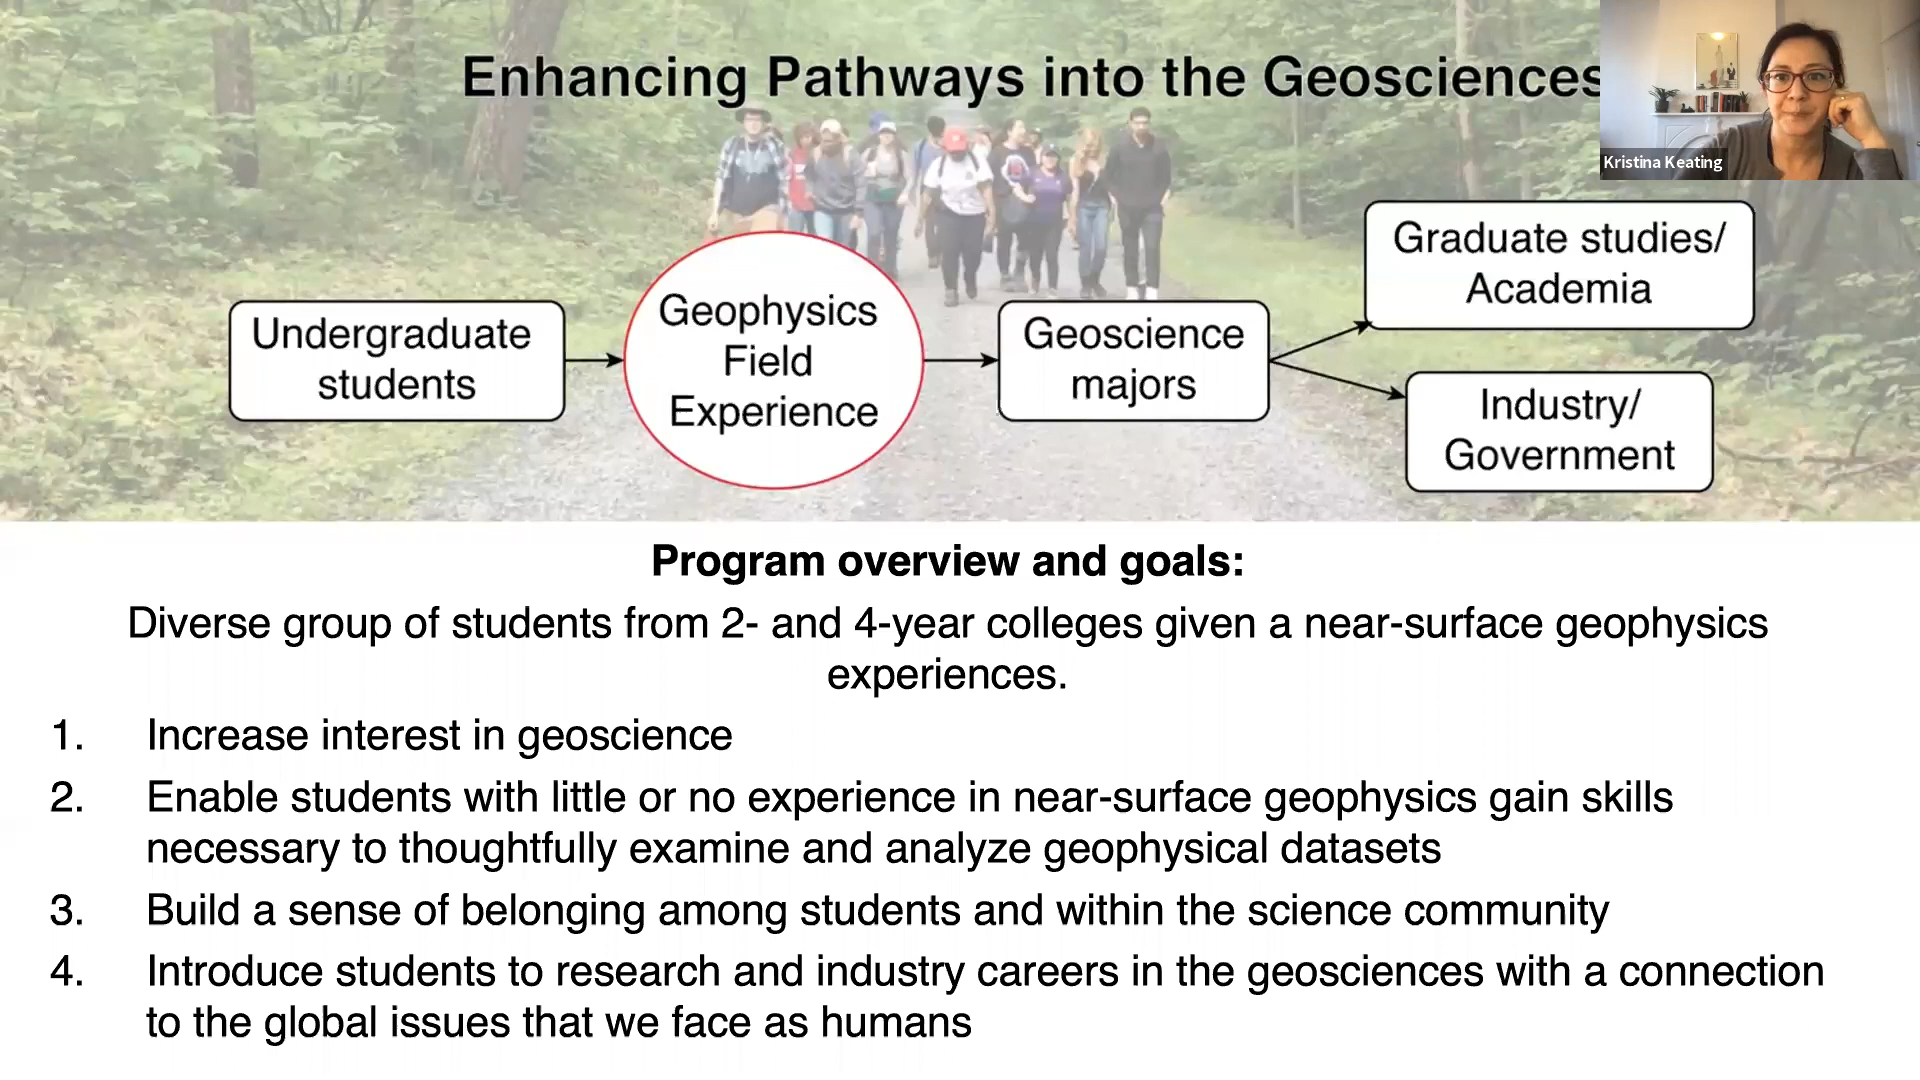 Enhancing Pathways into the Geosciences
Kristina Keating
Undergraduate
students
Geophysics
Field
Experience
Geoscience
majors
Graduate studies/
Academia
Industry/
Government
Program overview and goals:
Diverse group of students from 2- and 4-year colleges given a near-surface geophysics
experiences.
1. Increase interest in geoscience
2. Enable students with little or no experience in near-surface geophysics gain skills
necessary to thoughtfully examine and analyze geophysical datasets
3. Build a sense of belonging among students and within the science community
4. Introduce students to research and industry careers in the geosciences with a connection
to the global issues that we face as humans